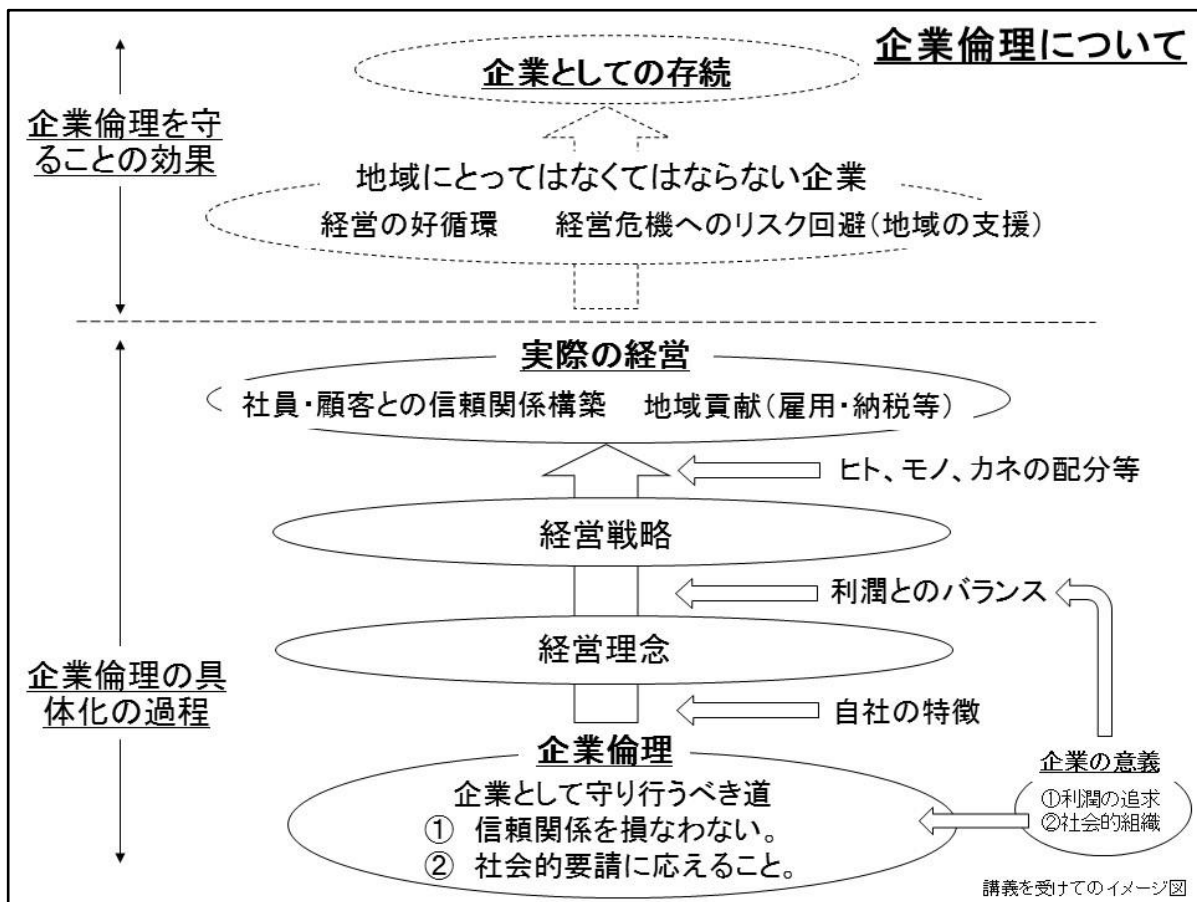 企業倫理について
企業としての存続
企業倫理を守
ることの効果
地域にとってはなくてはならない企業
経営の好循環　経営危機へのリスク回避（地域の支援）
実際の経営
社員・顧客との信頼関係構築　地域貢献（雇用・納税等）
ヒト、モノ、カネの配分等
経営戦略
利潤とのバランス
経営理念
企業倫理の具
体化の過程
自社の特徴
企業倫理
企業として守り行うべき道
① 信頼関係を損なわない。
② 社会的要請に応えること。
企業の意義
①利潤の追求
②社会的組織
講義を受けてのイメージ図